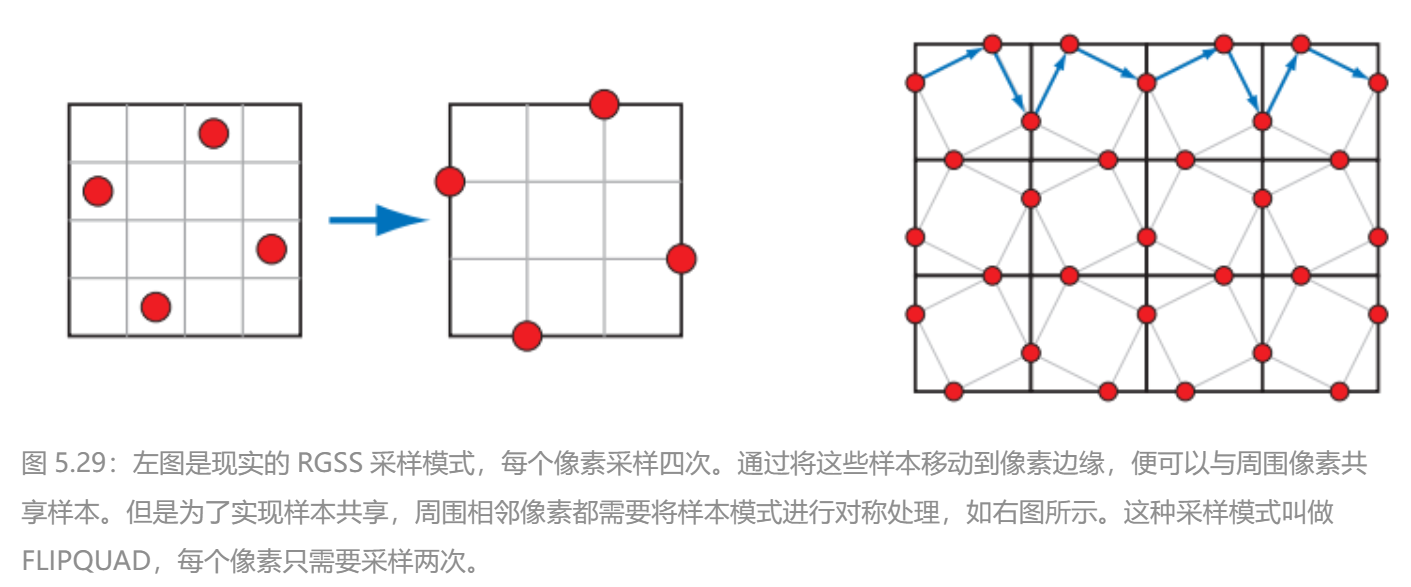 图 5.29：左图是现实的 RGSS 采样模式，每个像素采样四次。通过将这些样本移动到像素边缘，便可以与周围像素共
享样本。但是为了实现样本共享，周围相邻像素都需要将样本模式进行对称处理，如右图所示。这种采样模式叫做
FLIPQUAD，每个像素只需要采样两次。